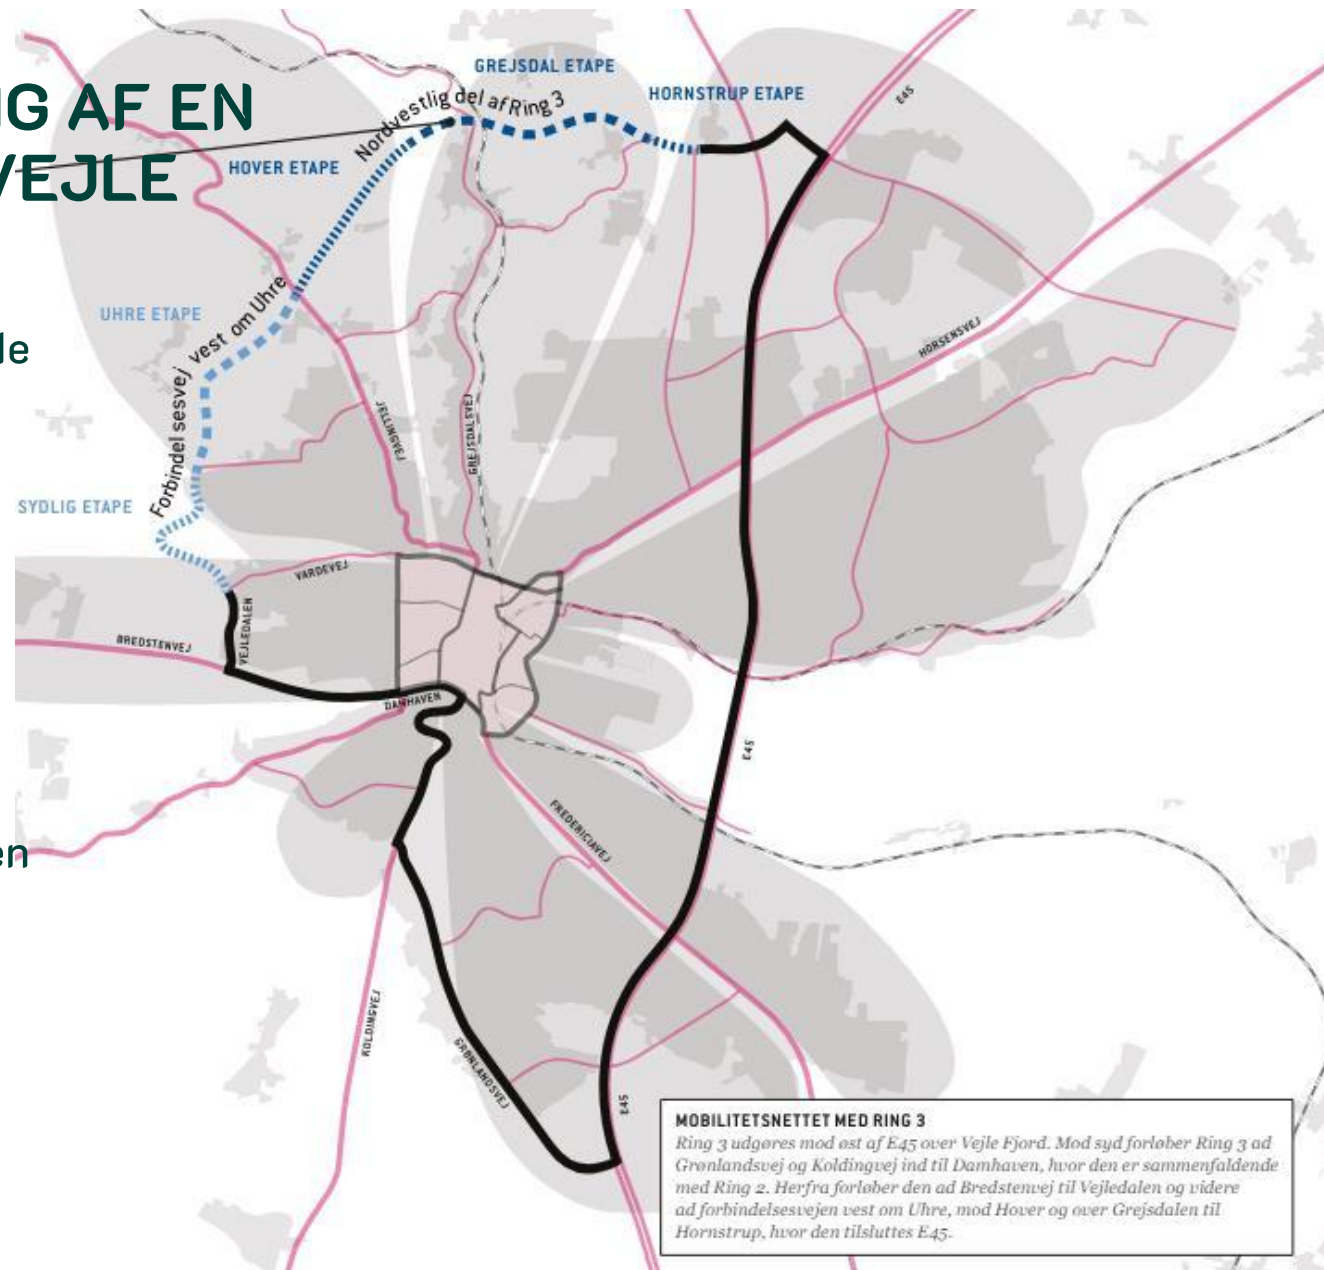 G AF EN
VEJLE
de
en
GREJSDAL ETAPE
HORNSTRUP ETAPE
E45
Nordvestlig del af Ring 3
HOVER ETAPE
UHRE ETAPE
Forbindel sesvej vest om Uhre
HORSENSVEJ
JELLINGVEJ
GREJSDALSVEJ
SYDLIG ETAPE
VARDEVEJ
VEJLEDALEN
BREDSTENVEJ
DAMHAVEN
E45
FREDERICIAVEJ
KOLDINGVEJ
GRØNLANDSVEJ
E45
MOBILITETSNETTET MED RING 3
Ring 3 udgøres mod øst af E45 over Vejle Fjord. Mod syd forløber Ring 3 ad
Grønlandsvej og Koldingvej ind til Damhaven, hvor den er sammenfaldende
med Ring 2. Herfra forløber den ad Bredstenvej til Vejledalen og videre
ad forbindelsesvejen vest om Uhre, mod Hover og over Grejsdalen til
Hornstrup, hvor den tilsluttes E45.